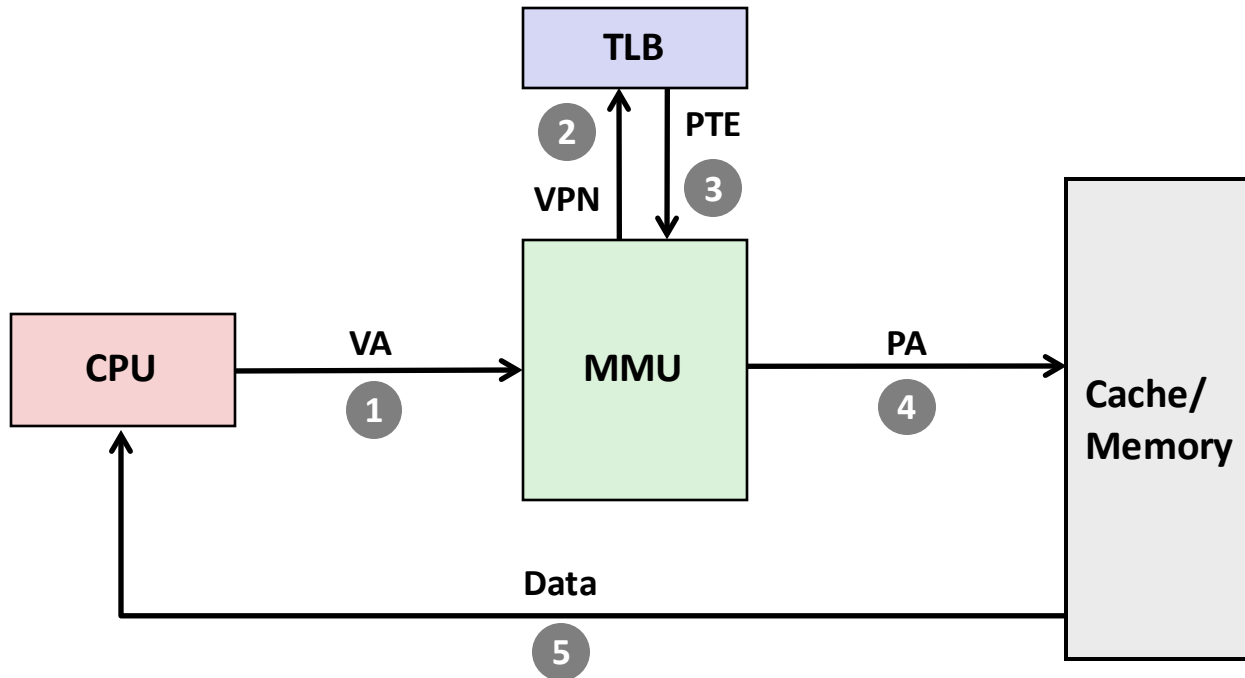 TLB
2
PTE
3
VPN
CPU
VA
1
MMU
PA
4
Cache/
Memory
Data
5